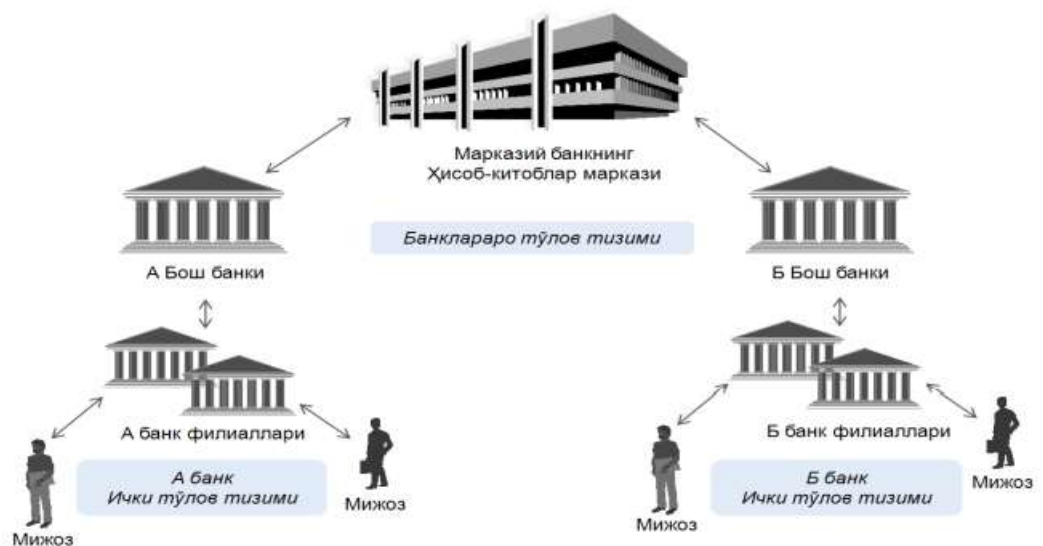 Марказий банкнинг
Ҳисоб-китоблар маркази
Банклараро тўлов тизими
А Бош банки
Б Бош банки
А банк филиаллари
Б банк филиаллари
А банк
Ички тўлов тизими
Б банк
Ички тўлов тизими
Мижоз
Мижоз
Мижоз
Мижоз